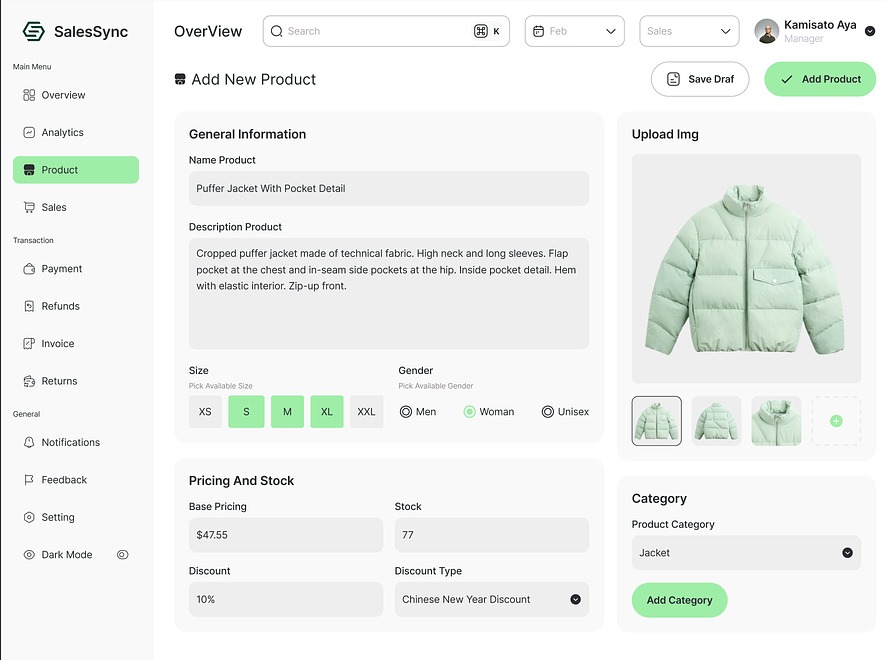 SalesSync
Main Menu
Overview
Analytics
Product
Sales
Transaction
Payment
Refunds
Invoice
Returns
General
Notifications
Feedback
Setting
Dark Mode
OverView
Search
K
Feb
Sales
Kamisato Aya
Manager
Add New Product
Save Draf
Add Product
General Information
Name Product
Puffer Jacket With Pocket Detail
Description Product
Cropped puffer jacket made of technical fabric. High neck and long sleeves. Flap
pocket at the chest and in-seam side pockets at the hip. Inside pocket detail. Hem
with elastic interior. Zip-up front.
Size
Pick Available Size
XS S M XL XXL
Gender
Pick Available Gender
Men Woman Unisex
Pricing And Stock
Base Pricing
$47.55
Stock
77
Discount
10%
Discount Type
Chinese New Year Discount
Upload Img
Category
Product Category
Jacket
Add Category